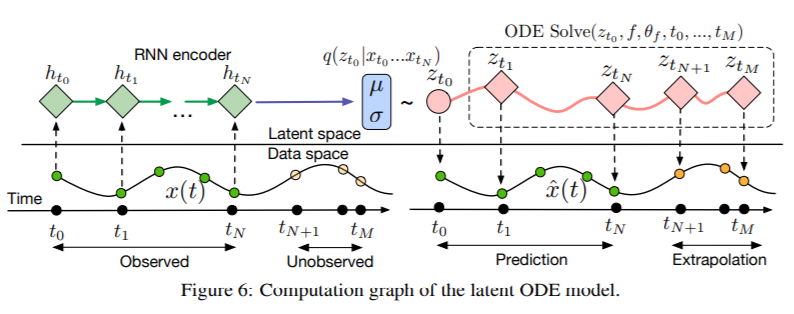 ODE Solve(z_{t_0}, f, θ_f, t_0, ..., t_M)
RNN encoder
q(z_{t_0}|x_{t_0}...x_{t_N})
h_{t_0} h_{t_1} h_{t_N}
z_{t_0} z_{t_1} z_{t_N} z_{t_{N+1}} z_{t_M}
μ
σ
~
...
Latent space
Data space
x(t) x̂(t)
Time
t_0 t_1 t_N t_{N+1} t_M t_0 t_1 t_N t_{N+1} t_M
Observed Unobserved Prediction Extrapolation
Figure 6: Computation graph of the latent ODE model.